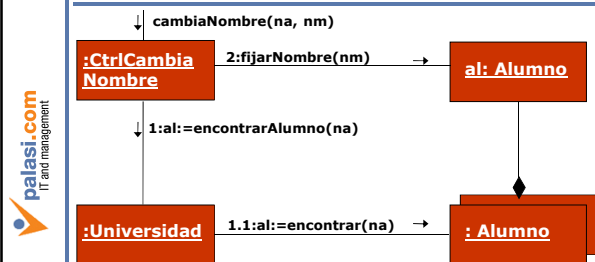 cambiaNombre(na, nm)
:CtrlCambia
Nombre
2:fijarNombre(nm)
al: Alumno
1:al:=encontrarAlumno(na)
:Universidad
1.1:al:=encontrar(na)
: Alumno
palasi.com
IT and management